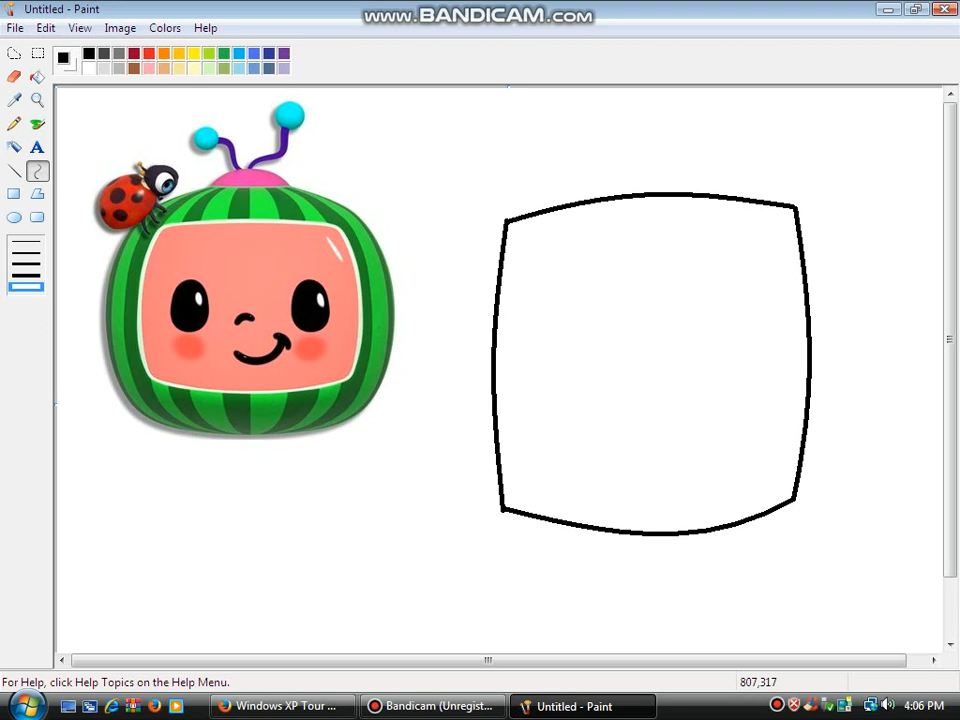 Untitled - Paint
www.BANDICAM.com
File Edit View Image Colors Help
For Help, click Help Topics on the Help Menu.
807,317
Windows XP Tour ...
Bandicam (Unregist...
Untitled - Paint
4:06 PM